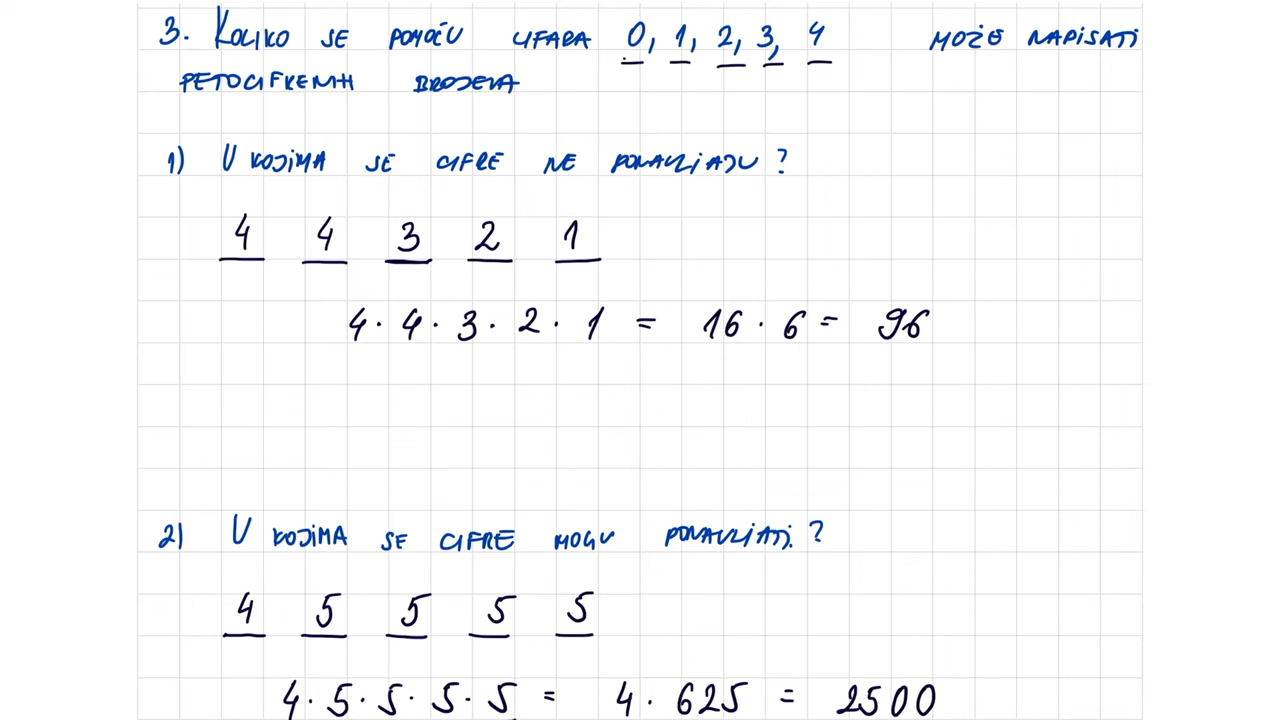 3. KOLIKO SE POMOĆU CIFARA 0, 1, 2, 3, 4 MOŽE NAPISATI
PETOCIFRENIH BROJEVA
1) U KOJIMA SE CIFRE NE PONAVLJAJU?
4 4 3 2 1
4 · 4 · 3 · 2 · 1 = 16 · 6 = 96
2) U KOJIMA SE CIFRE MOGU PONAVLJATI?
4 5 5 5 5
4 · 5 · 5 · 5 · 5 = 4 · 625 = 2500